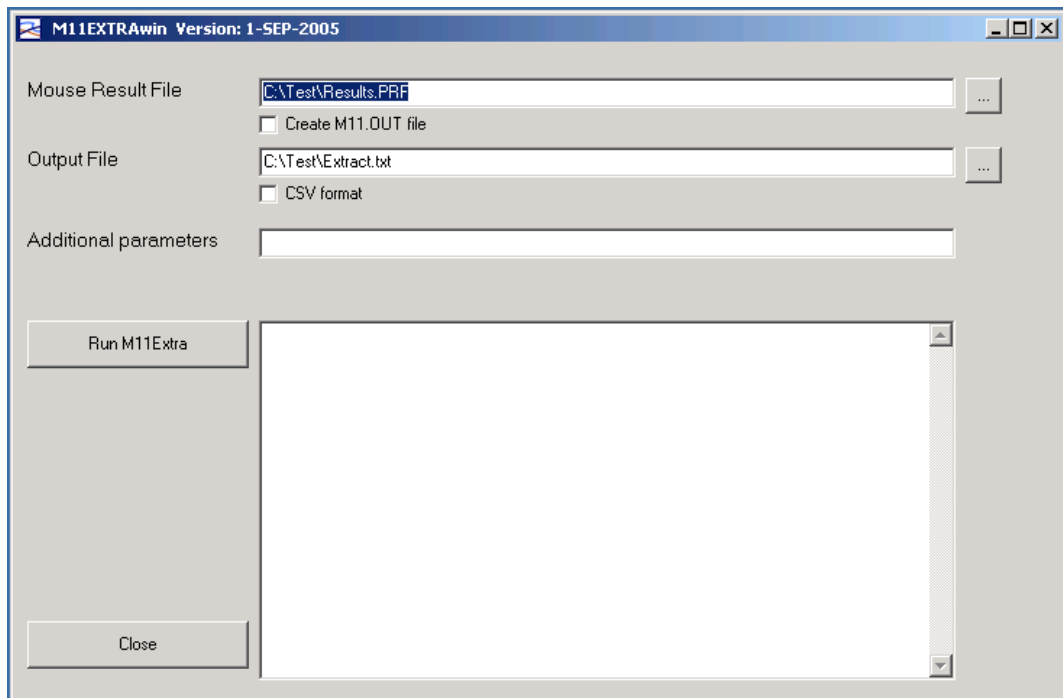 M11EXTRAwin Version: 1-SEP-2005
Mouse Result File
C:\Test\Results.PRF
...
Create M11.OUT file
Output File
C:\Test\Extract.txt
...
CSV format
Additional parameters
Run M11Extra
Close